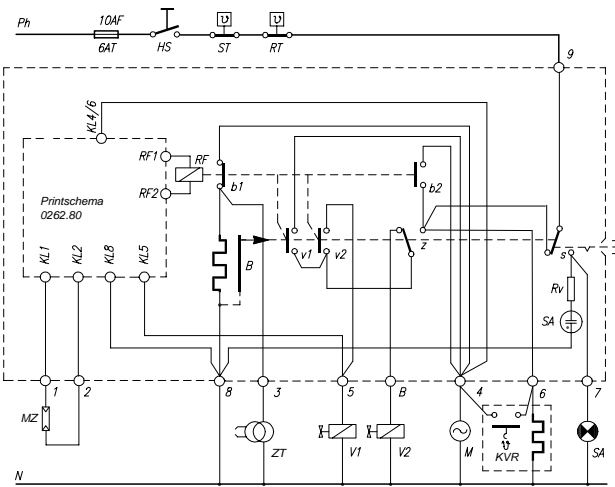 Ph
10AF
6AT
HS
ϑ
ST
ϑ
RT
9
KL4/6
RF1
RF
RF2
b1
b2
Printschema
0262.80
KL1
KL2
KL8
KL5
B
v1
v2
z
s
Rv
SA
1
2
8
3
5
B
4
6
7
MZ
ZT
V1
V2
M
ϑ
KVR
SA
N